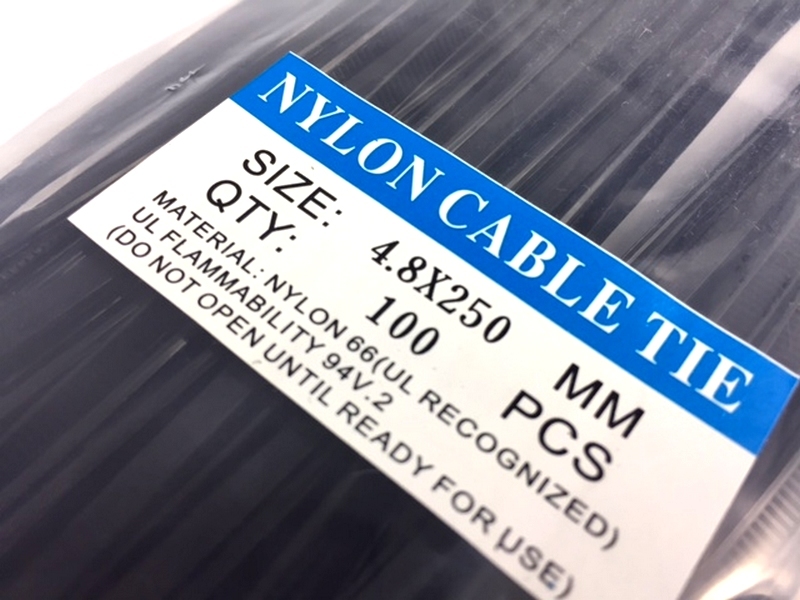 NYLON CABLE TIE
SIZE: 4.8X250 MM
QTY: 100 PCS
MATERIAL: NYLON 66(UL RECOGNIZED)
UL FLAMMABILITY 94V.2
(DO NOT OPEN UNTIL READY FOR USE)